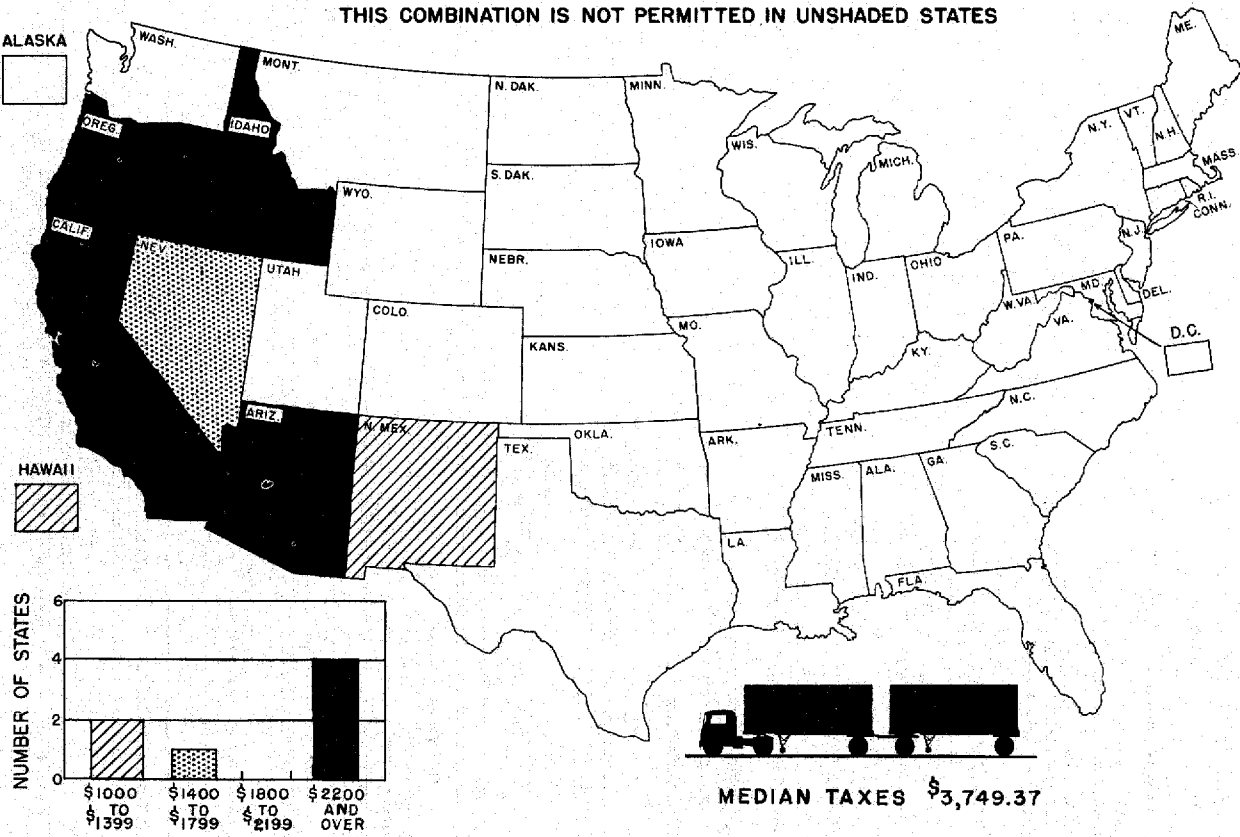 THIS COMBINATION IS NOT PERMITTED IN UNSHADED STATES
ALASKA
WASH.
MONT.
N. DAK.
MINN.
ME.
OREG.
IDAHO
WIS.
MICH.
N.Y.
VT.
N.H.
MASS.
R.I.
CONN.
S. DAK.
WYO.
CALIF.
NEV.
UTAH
NEBR.
IOWA
ILL.
IND.
OHIO
PA.
N.J.
COLO.
KANS.
MO.
KY.
W.VA.
VA.
MD.
DEL.
D.C.
ARIZ.
N. MEX.
TEX.
OKLA.
ARK.
TENN.
N.C.
S.C.
MISS.
ALA.
GA.
LA.
FLA.
HAWAII
NUMBER OF STATES
6
4
2
0
$1000 TO $1399
$1400 TO $1799
$1800 TO $2199
$2200 AND OVER
MEDIAN TAXES $3,749.37